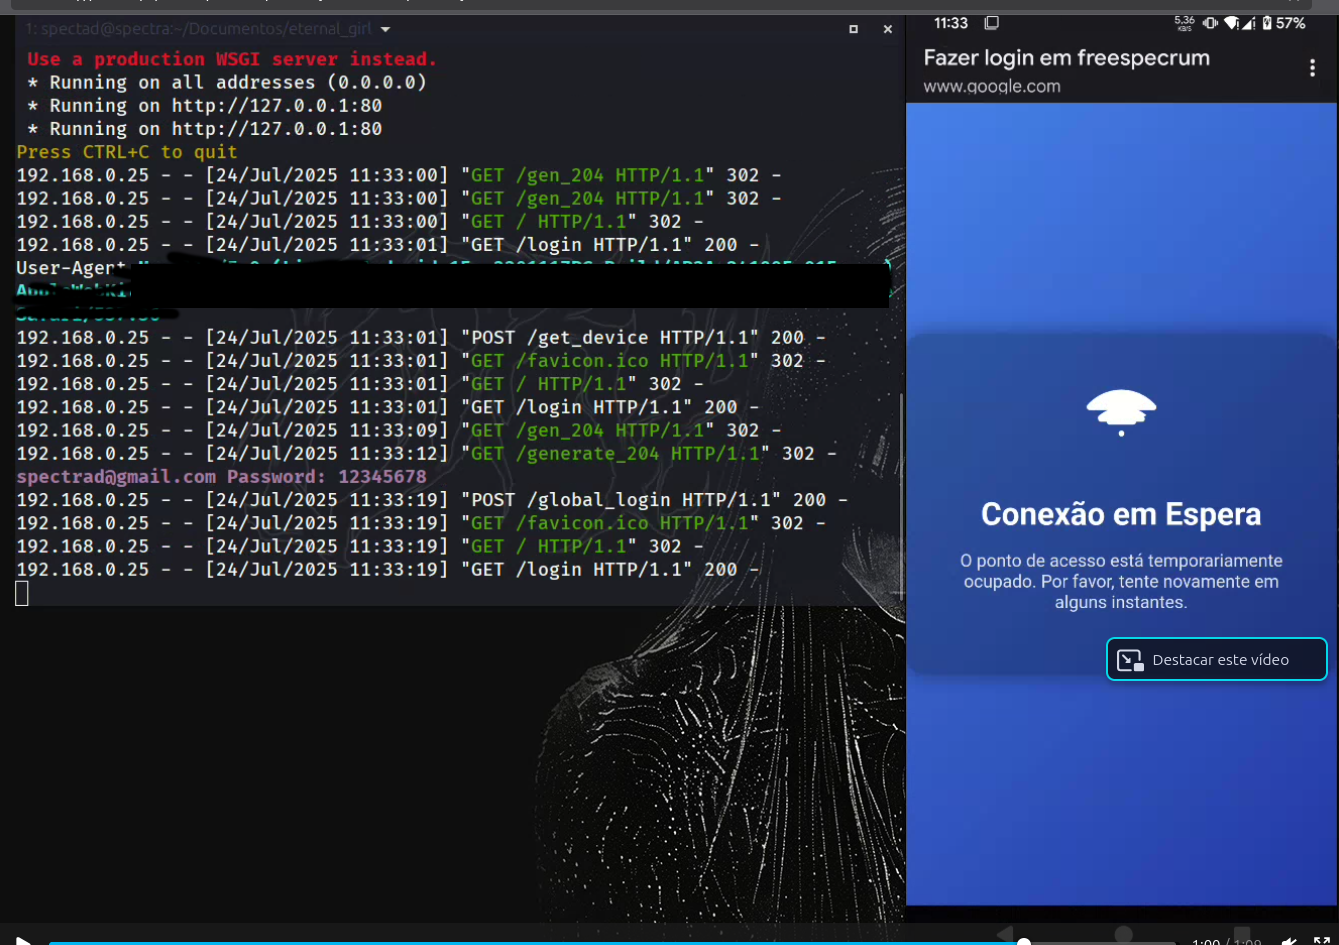 1: spectad@spectra:~/Documentos/eternal_girl
Use a production WSGI server instead.
* Running on all addresses (0.0.0.0)
* Running on http://127.0.0.1:80
* Running on http://127.0.0.1:80
Press CTRL+C to quit
192.168.0.25 - - [24/Jul/2025 11:33:00] "GET /gen_204 HTTP/1.1" 302 -
192.168.0.25 - - [24/Jul/2025 11:33:00] "GET /gen_204 HTTP/1.1" 302 -
192.168.0.25 - - [24/Jul/2025 11:33:00] "GET / HTTP/1.1" 302 -
192.168.0.25 - - [24/Jul/2025 11:33:01] "GET /login HTTP/1.1" 200 -
User-Agent
192.168.0.25 - - [24/Jul/2025 11:33:01] "POST /get_device HTTP/1.1" 200 -
192.168.0.25 - - [24/Jul/2025 11:33:01] "GET /favicon.ico HTTP/1.1" 302 -
192.168.0.25 - - [24/Jul/2025 11:33:01] "GET / HTTP/1.1" 302 -
192.168.0.25 - - [24/Jul/2025 11:33:01] "GET /login HTTP/1.1" 200 -
192.168.0.25 - - [24/Jul/2025 11:33:09] "GET /gen_204 HTTP/1.1" 302 -
192.168.0.25 - - [24/Jul/2025 11:33:12] "GET /generate_204 HTTP/1.1" 302 -
spectrad@gmail.com Password: 12345678
192.168.0.25 - - [24/Jul/2025 11:33:19] "POST /global_login HTTP/1.1" 200 -
192.168.0.25 - - [24/Jul/2025 11:33:19] "GET /favicon.ico HTTP/1.1" 302 -
192.168.0.25 - - [24/Jul/2025 11:33:19] "GET / HTTP/1.1" 302 -
192.168.0.25 - - [24/Jul/2025 11:33:19] "GET /login HTTP/1.1" 200 -
11:33
5,36 KB/S
57%
Fazer login em freespecrum
www.google.com
Conexão em Espera
O ponto de acesso está temporariamente
ocupado. Por favor, tente novamente em
alguns instantes.
Destacar este vídeo
1:00 / 1:09